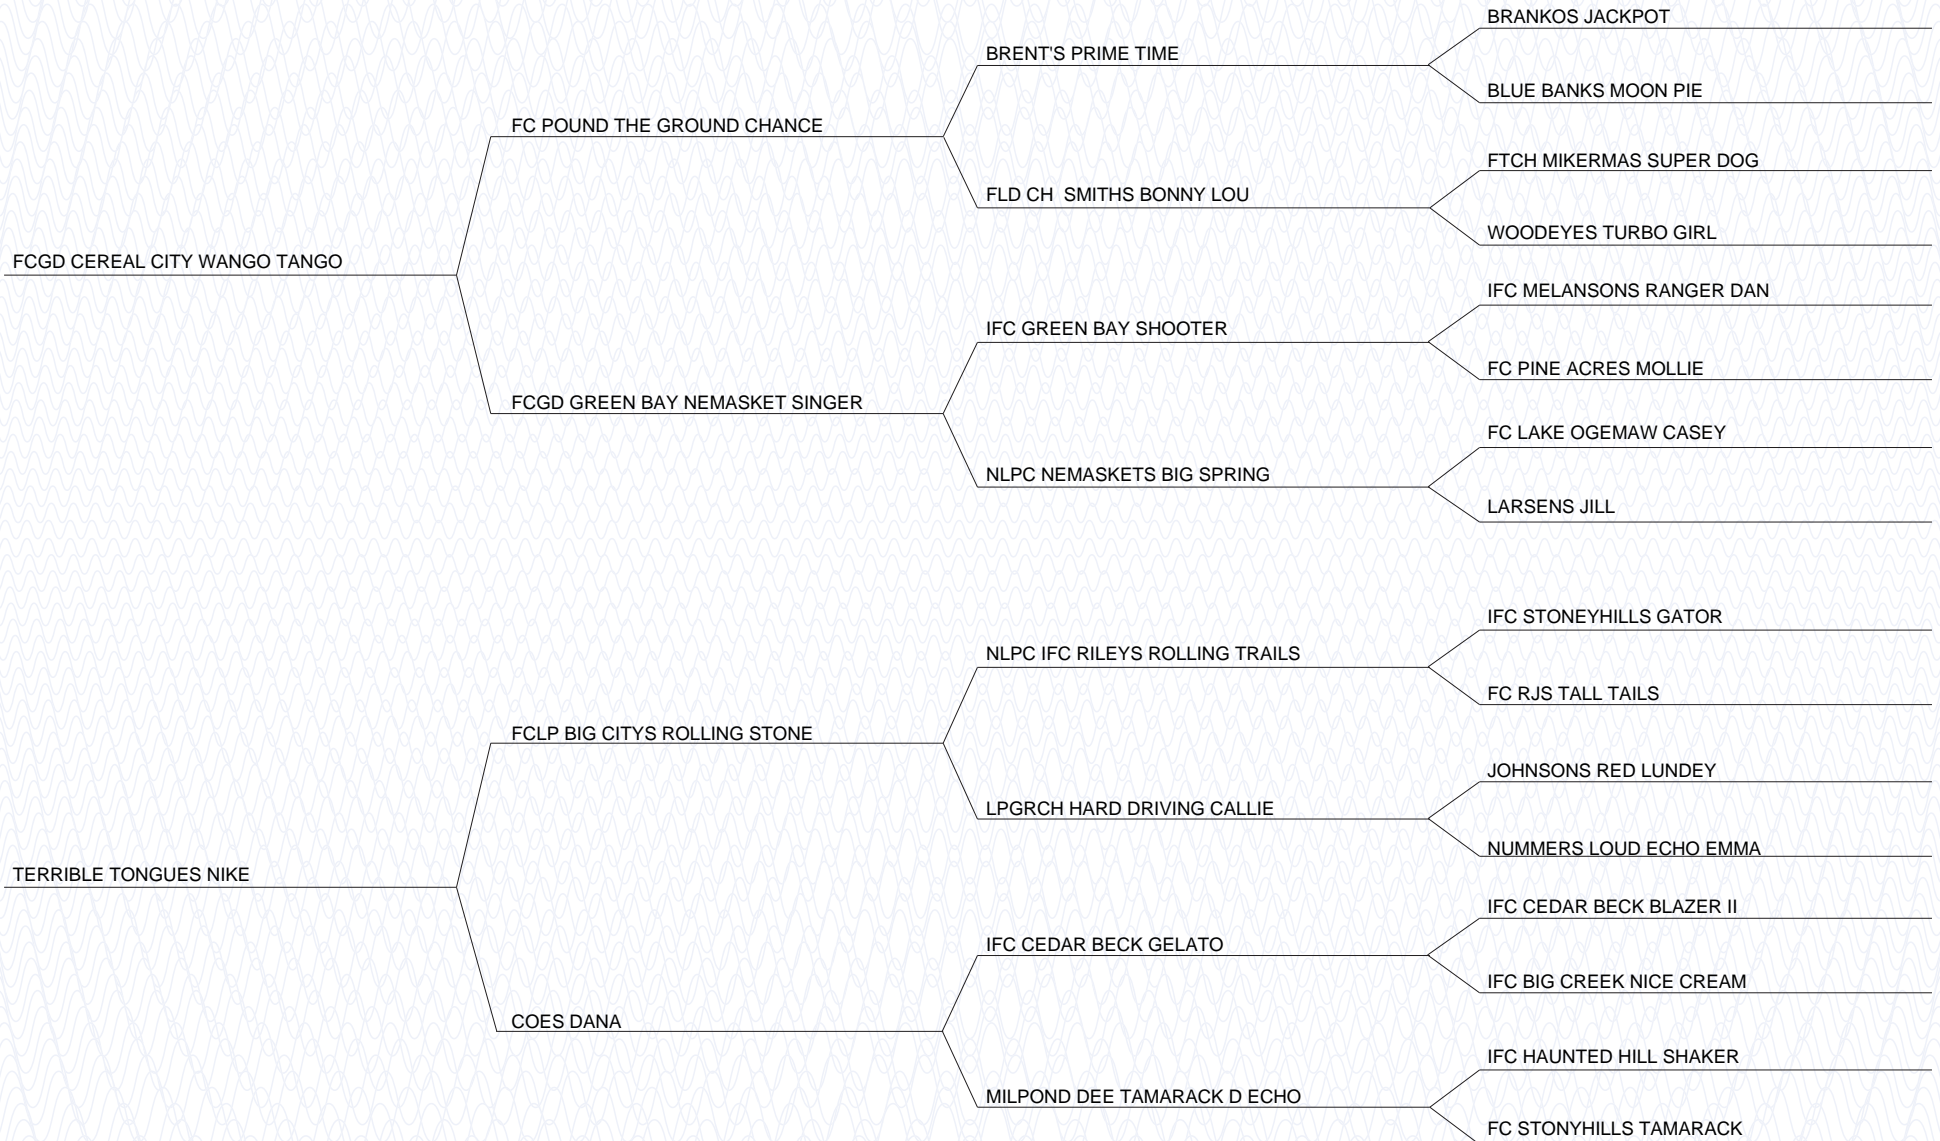 BRANKOS JACKPOT
BRENT'S PRIME TIME
BLUE BANKS MOON PIE
FC POUND THE GROUND CHANCE
FTCH MIKERMAS SUPER DOG
FLD CH  SMITHS BONNY LOU
WOODEYES TURBO GIRL
FCGD CEREAL CITY WANGO TANGO
IFC MELANSONS RANGER DAN
IFC GREEN BAY SHOOTER
FC PINE ACRES MOLLIE
FCGD GREEN BAY NEMASKET SINGER
FC LAKE OGEMAW CASEY
NLPC NEMASKETS BIG SPRING
LARSENS JILL
IFC STONEYHILLS GATOR
NLPC IFC RILEYS ROLLING TRAILS
FC RJS TALL TAILS
FCLP BIG CITYS ROLLING STONE
JOHNSONS RED LUNDEY
LPGRCH HARD DRIVING CALLIE
NUMMERS LOUD ECHO EMMA
TERRIBLE TONGUES NIKE
IFC CEDAR BECK BLAZER II
IFC CEDAR BECK GELATO
IFC BIG CREEK NICE CREAM
COES DANA
IFC HAUNTED HILL SHAKER
MILPOND DEE TAMARACK D ECHO
FC STONYHILLS TAMARACK